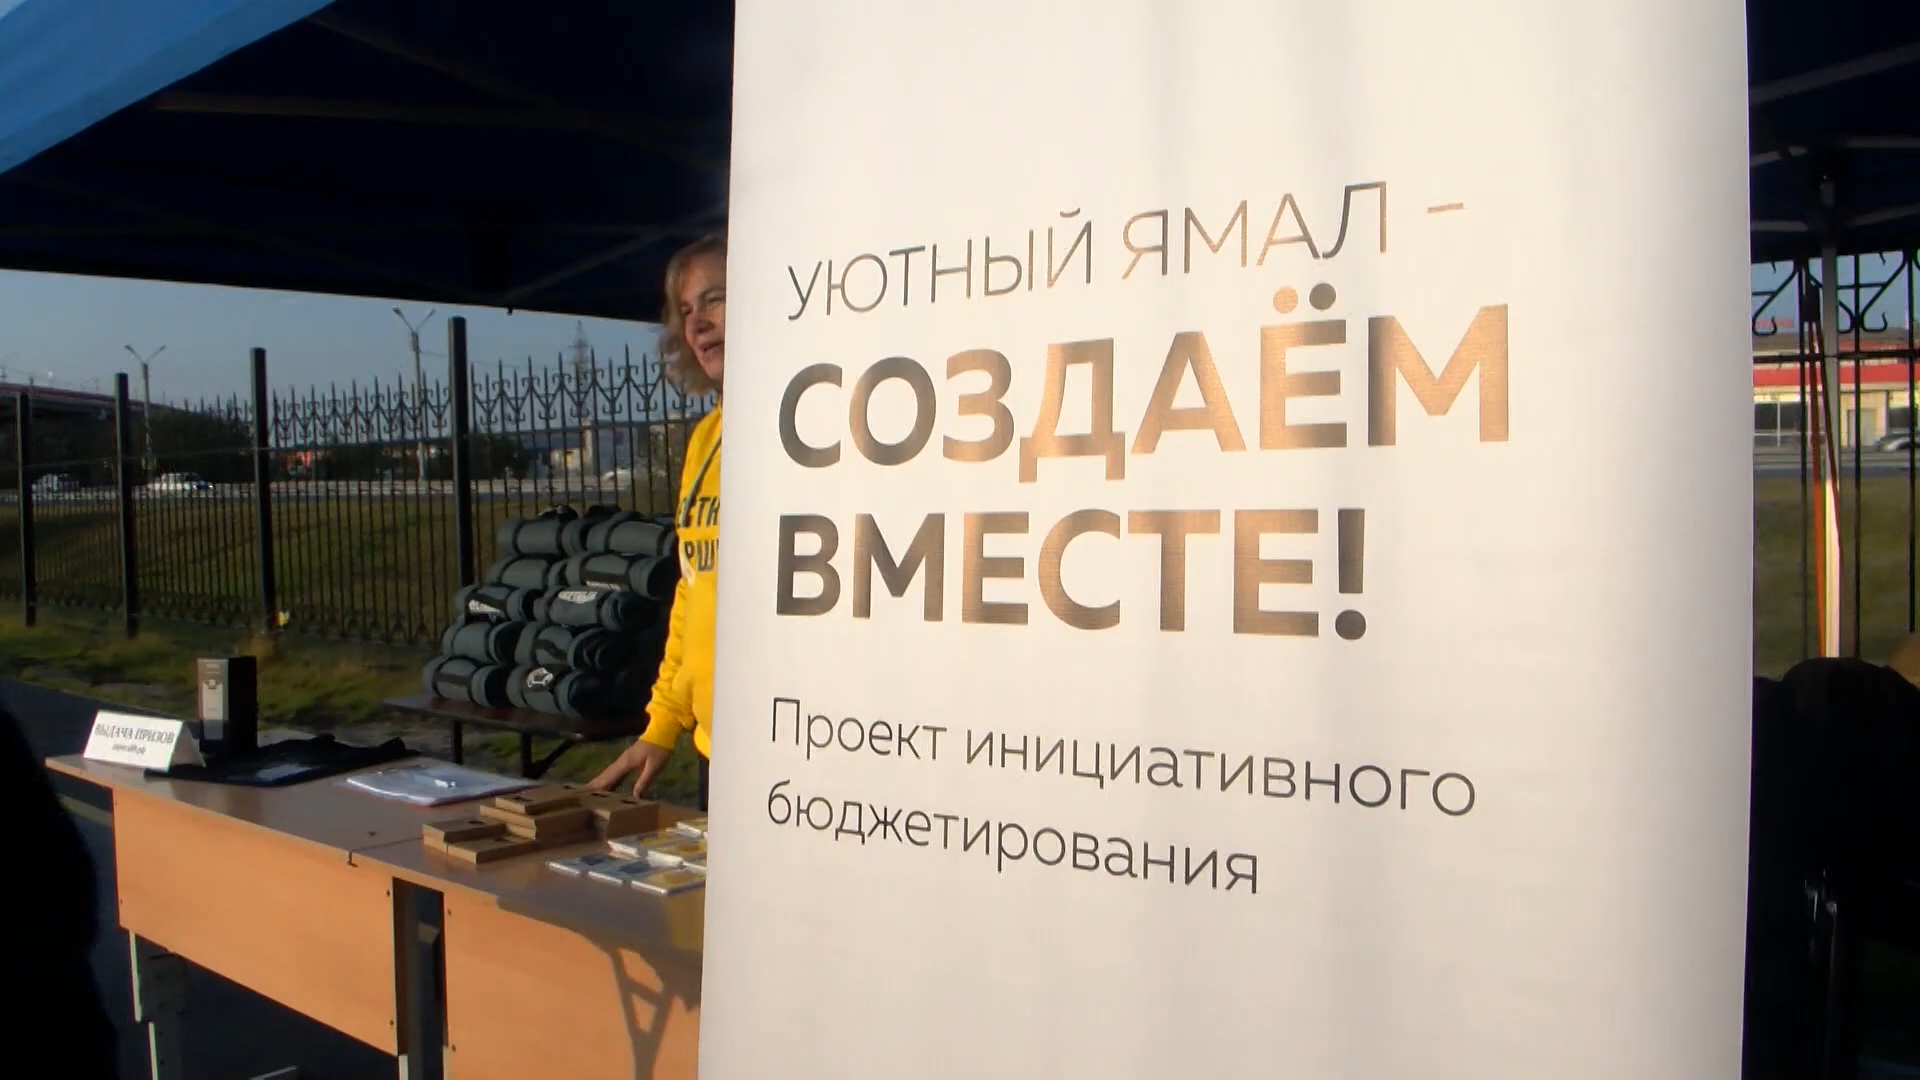 УЮТНЫЙ ЯМАЛ –
СОЗДАЁМ
ВМЕСТЕ!
Проект инициативного
бюджетирования
ВЫДАЧА ПРИЗОВ